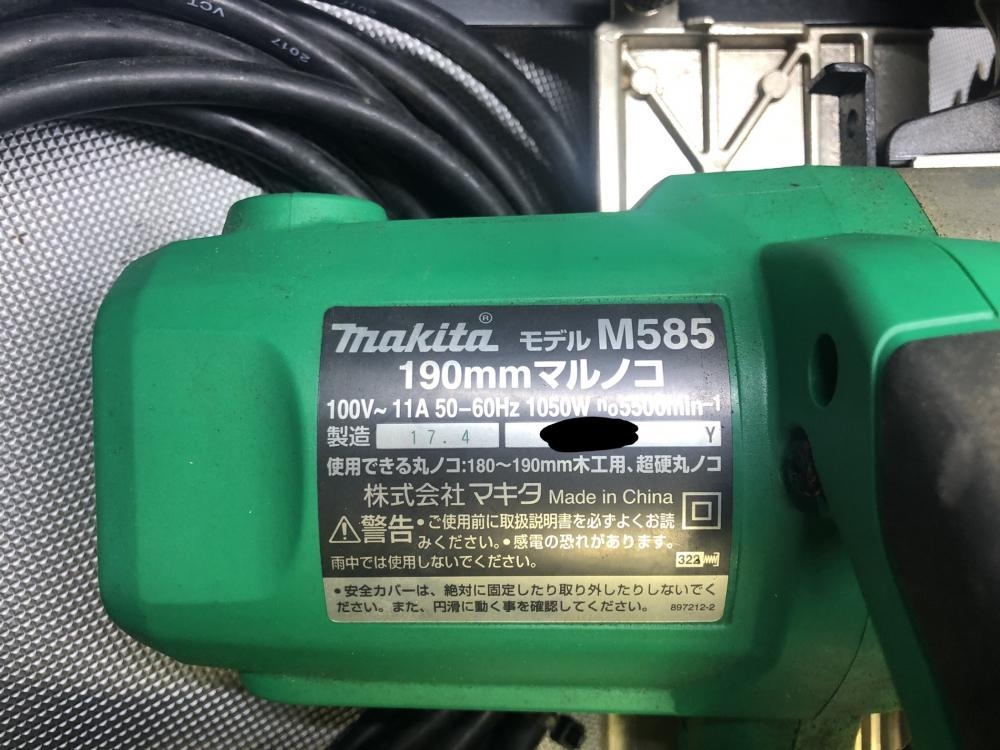 VCT
2017
makita® モデル M585
190mmマルノコ
100V~ 11A 50-60Hz 1050W n₀5500min⁻¹
製造 17.4 Y
使用できる丸ノコ:180~190mm木工用、超硬丸ノコ
株式会社 マキタ Made in China
警告 •ご使用前に取扱説明書を必ずよくお読
みください。•感電の恐れがあります。
雨中では使用しないでください。
•安全カバーは、絶対に固定したり取り外したりしないでく
ださい。また、円滑に動く事を確認してください。 897212-2